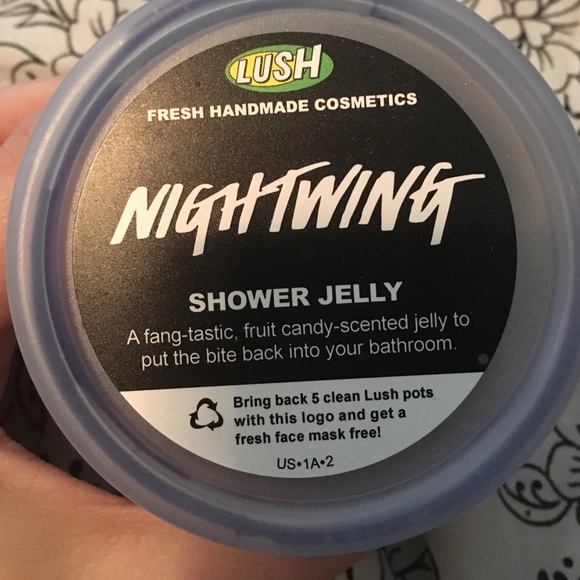 LUSH
FRESH HANDMADE COSMETICS
NIGHTWING
SHOWER JELLY
A fang-tastic, fruit candy-scented jelly to
put the bite back into your bathroom.
Bring back 5 clean Lush pots
with this logo and get a
fresh face mask free!
US•1A•2